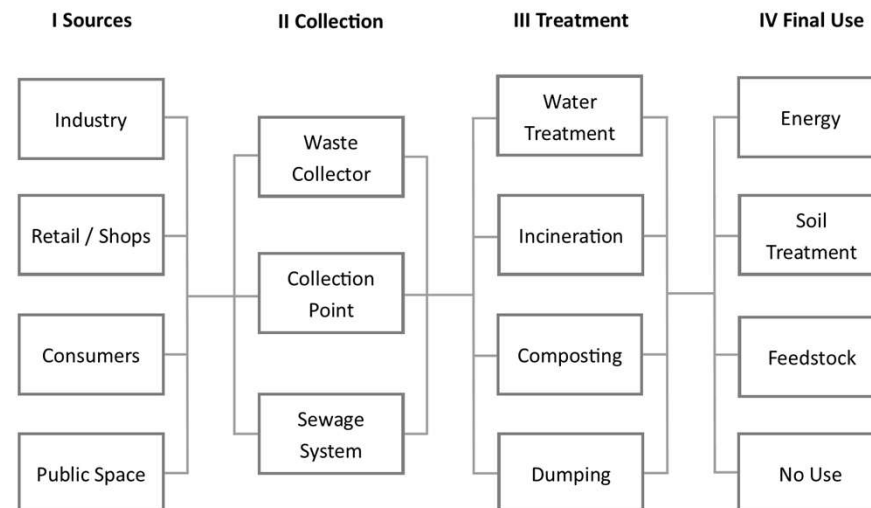 I Sources
II Collection
III Treatment
IV Final Use
Industry
Retail / Shops
Consumers
Public Space
Waste
Collector
Collection
Point
Sewage
System
Water
Treatment
Incineration
Composting
Dumping
Energy
Soil
Treatment
Feedstock
No Use